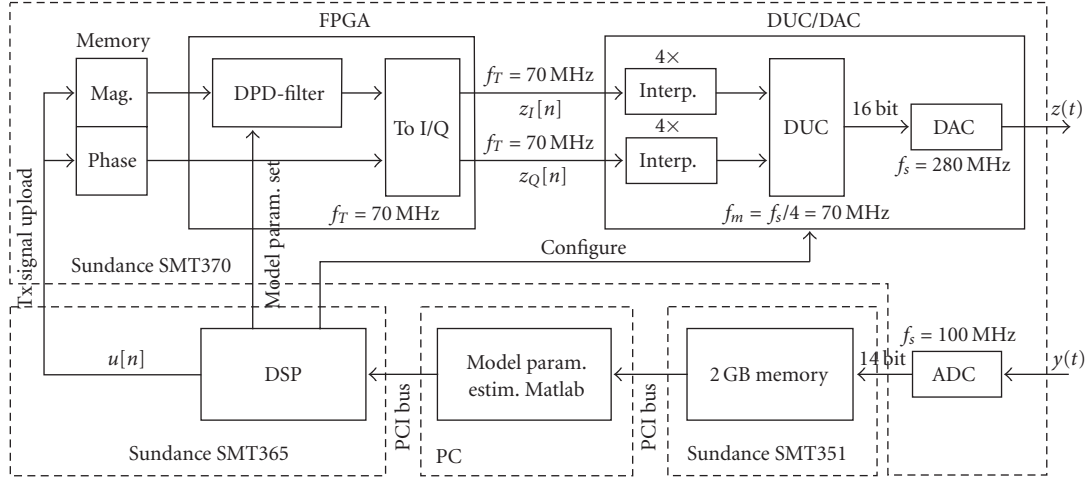 FPGA
DUC/DAC
Memory
Mag.
Phase
DPD-filter
To I/Q
f_T = 70 MHz
f_T = 70 MHz
z_I[n]
f_T = 70 MHz
z_Q[n]
4×
Interp.
4×
Interp.
DUC
16 bit
DAC
z(t)
f_s = 280 MHz
f_m = f_s/4 = 70 MHz
Tx signal upload
Model param. set
Configure
Sundance SMT370
u[n]
DSP
Sundance SMT365
PCI bus
Model param.
estim. Matlab
PC
PCI bus
2 GB memory
Sundance SMT351
14 bit
f_s = 100 MHz
ADC
y(t)